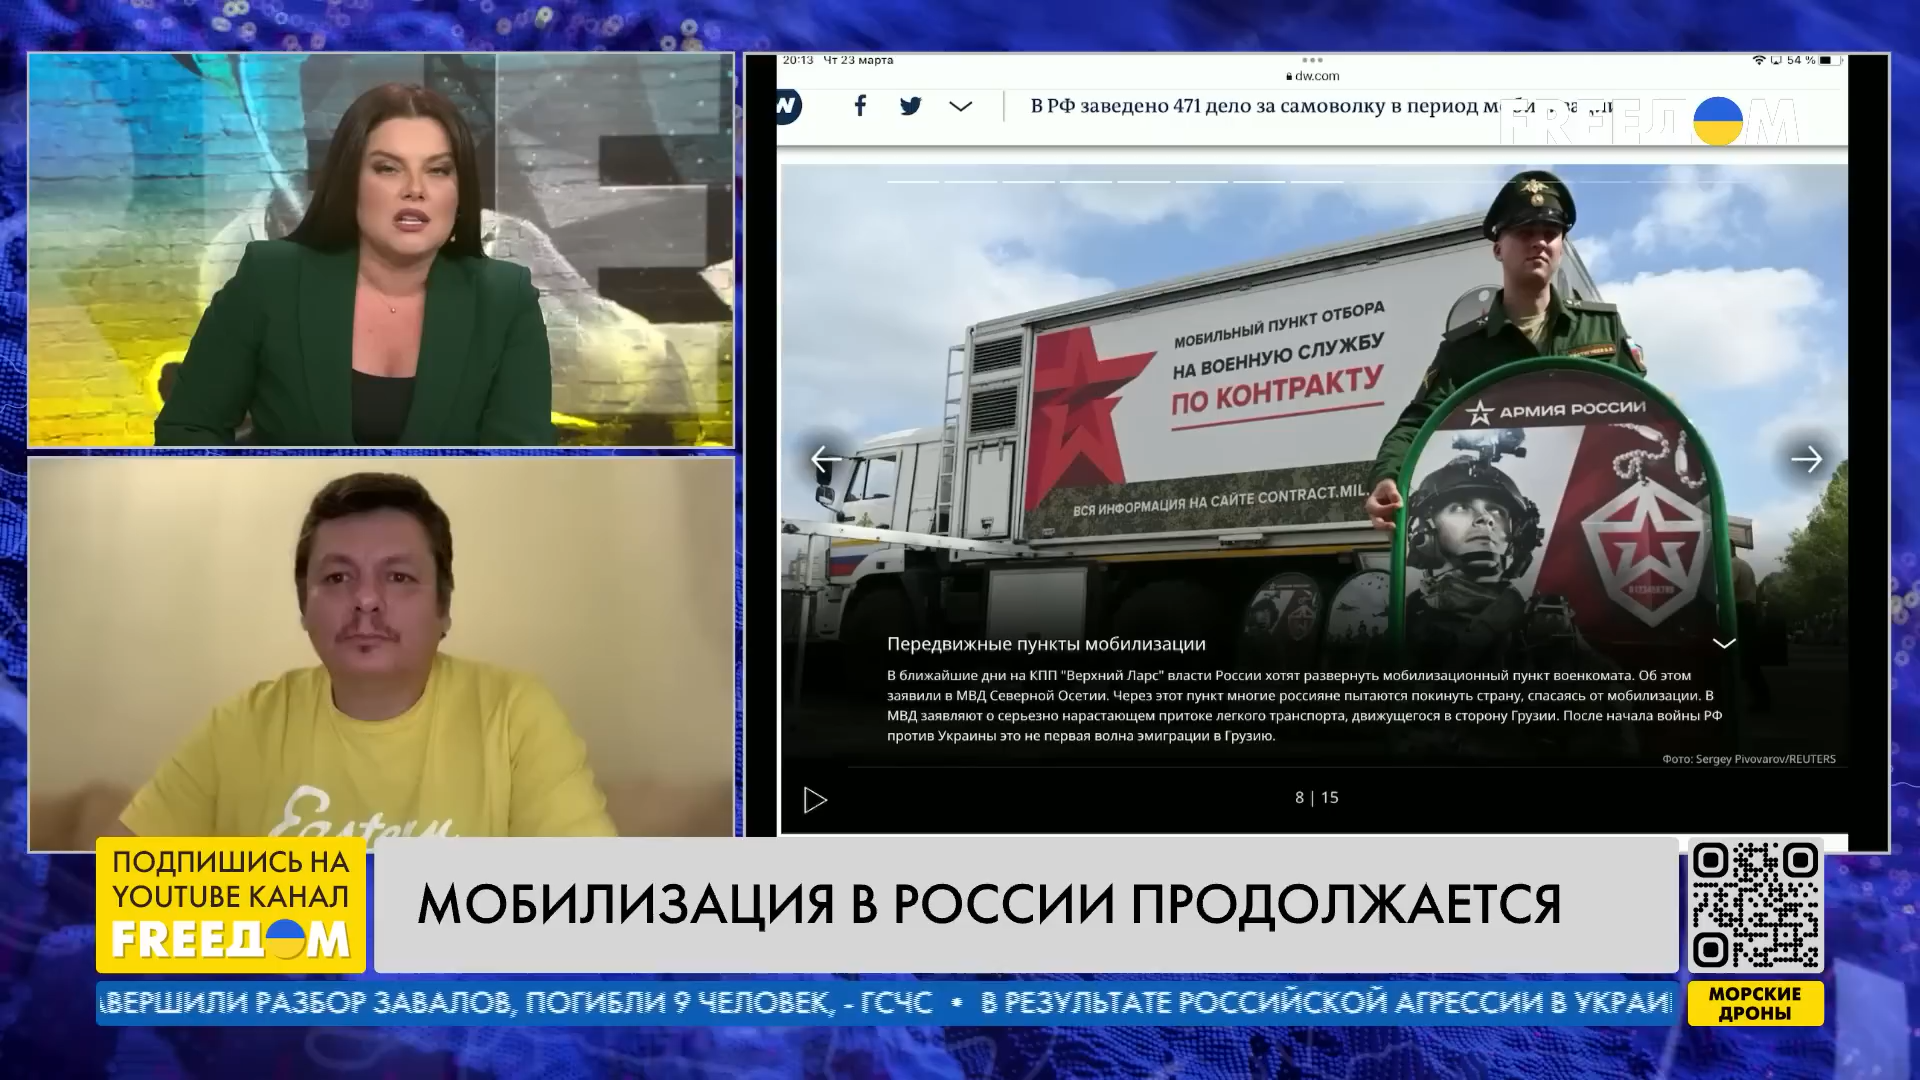 20:13 Чт 23 марта
54 %
dw.com
В РФ заведено 471 дело за самоволку в период
FREEДOM
МОБИЛЬНЫЙ ПУНКТ ОТБОРА
НА ВОЕННУЮ СЛУЖБУ
ПО КОНТРАКТУ
ВСЯ ИНФОРМАЦИЯ НА САЙТЕ CONTRACT.MIL.
АРМИЯ РОССИИ
Передвижные пункты мобилизации
В ближайшие дни на КПП "Верхний Ларс" власти России хотят развернуть мобилизационный пункт военкомата. Об этом
заявили в МВД Северной Осетии. Через этот пункт многие россияне пытаются покинуть страну, спасаясь от мобилизации. В
МВД заявляют о серьезно нарастающем притоке легкого транспорта, движущегося в сторону Грузии. После начала войны РФ
против Украины это не первая волна эмиграции в Грузию.
Фото: Sergey Pivovarov/REUTERS
8 | 15
Eastern
ПОДПИШИСЬ НА
YOUTUBE КАНАЛ
FREEДOM
МОБИЛИЗАЦИЯ В РОССИИ ПРОДОЛЖАЕТСЯ
АВЕРШИЛИ РАЗБОР ЗАВАЛОВ, ПОГИБЛИ 9 ЧЕЛОВЕК, - ГСЧС • В РЕЗУЛЬТАТЕ РОССИЙСКОЙ АГРЕССИИ В УКРАИ
МОРСКИЕ
ДРОНЫ